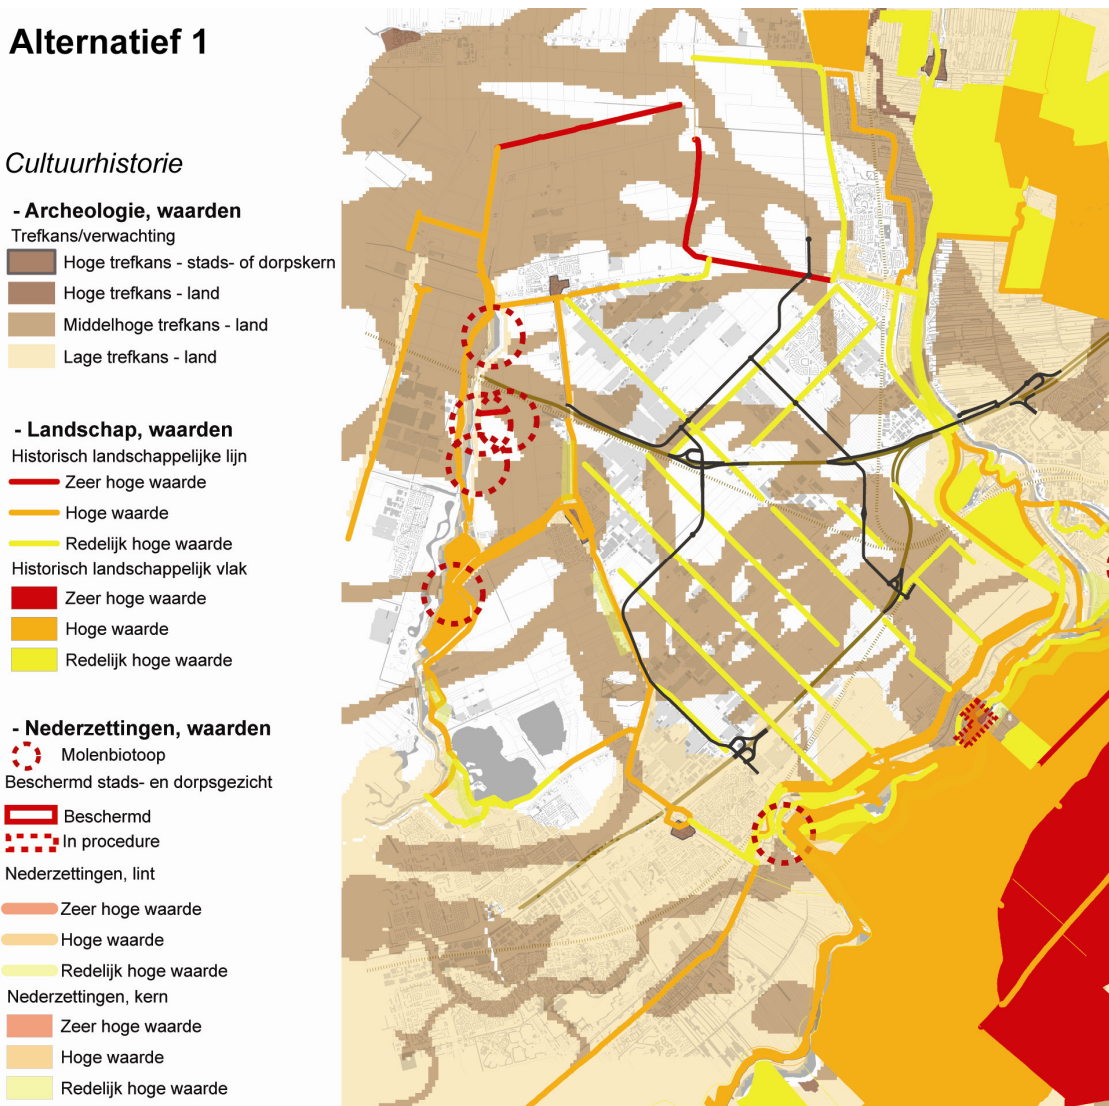 Alternatief 1
Cultuurhistorie
- Archeologie, waarden
Trefkans/verwachting
Hoge trefkans - stads- of dorpskern
Hoge trefkans - land
Middelhoge trefkans - land
Lage trefkans - land
- Landschap, waarden
Historisch landschappelijke lijn
Zeer hoge waarde
Hoge waarde
Redelijk hoge waarde
Historisch landschappelijk vlak
Zeer hoge waarde
Hoge waarde
Redelijk hoge waarde
- Nederzettingen, waarden
Molenbiotoop
Beschermd stads- en dorpsgezicht
Beschermd
In procedure
Nederzettingen, lint
Zeer hoge waarde
Hoge waarde
Redelijk hoge waarde
Nederzettingen, kern
Zeer hoge waarde
Hoge waarde
Redelijk hoge waarde